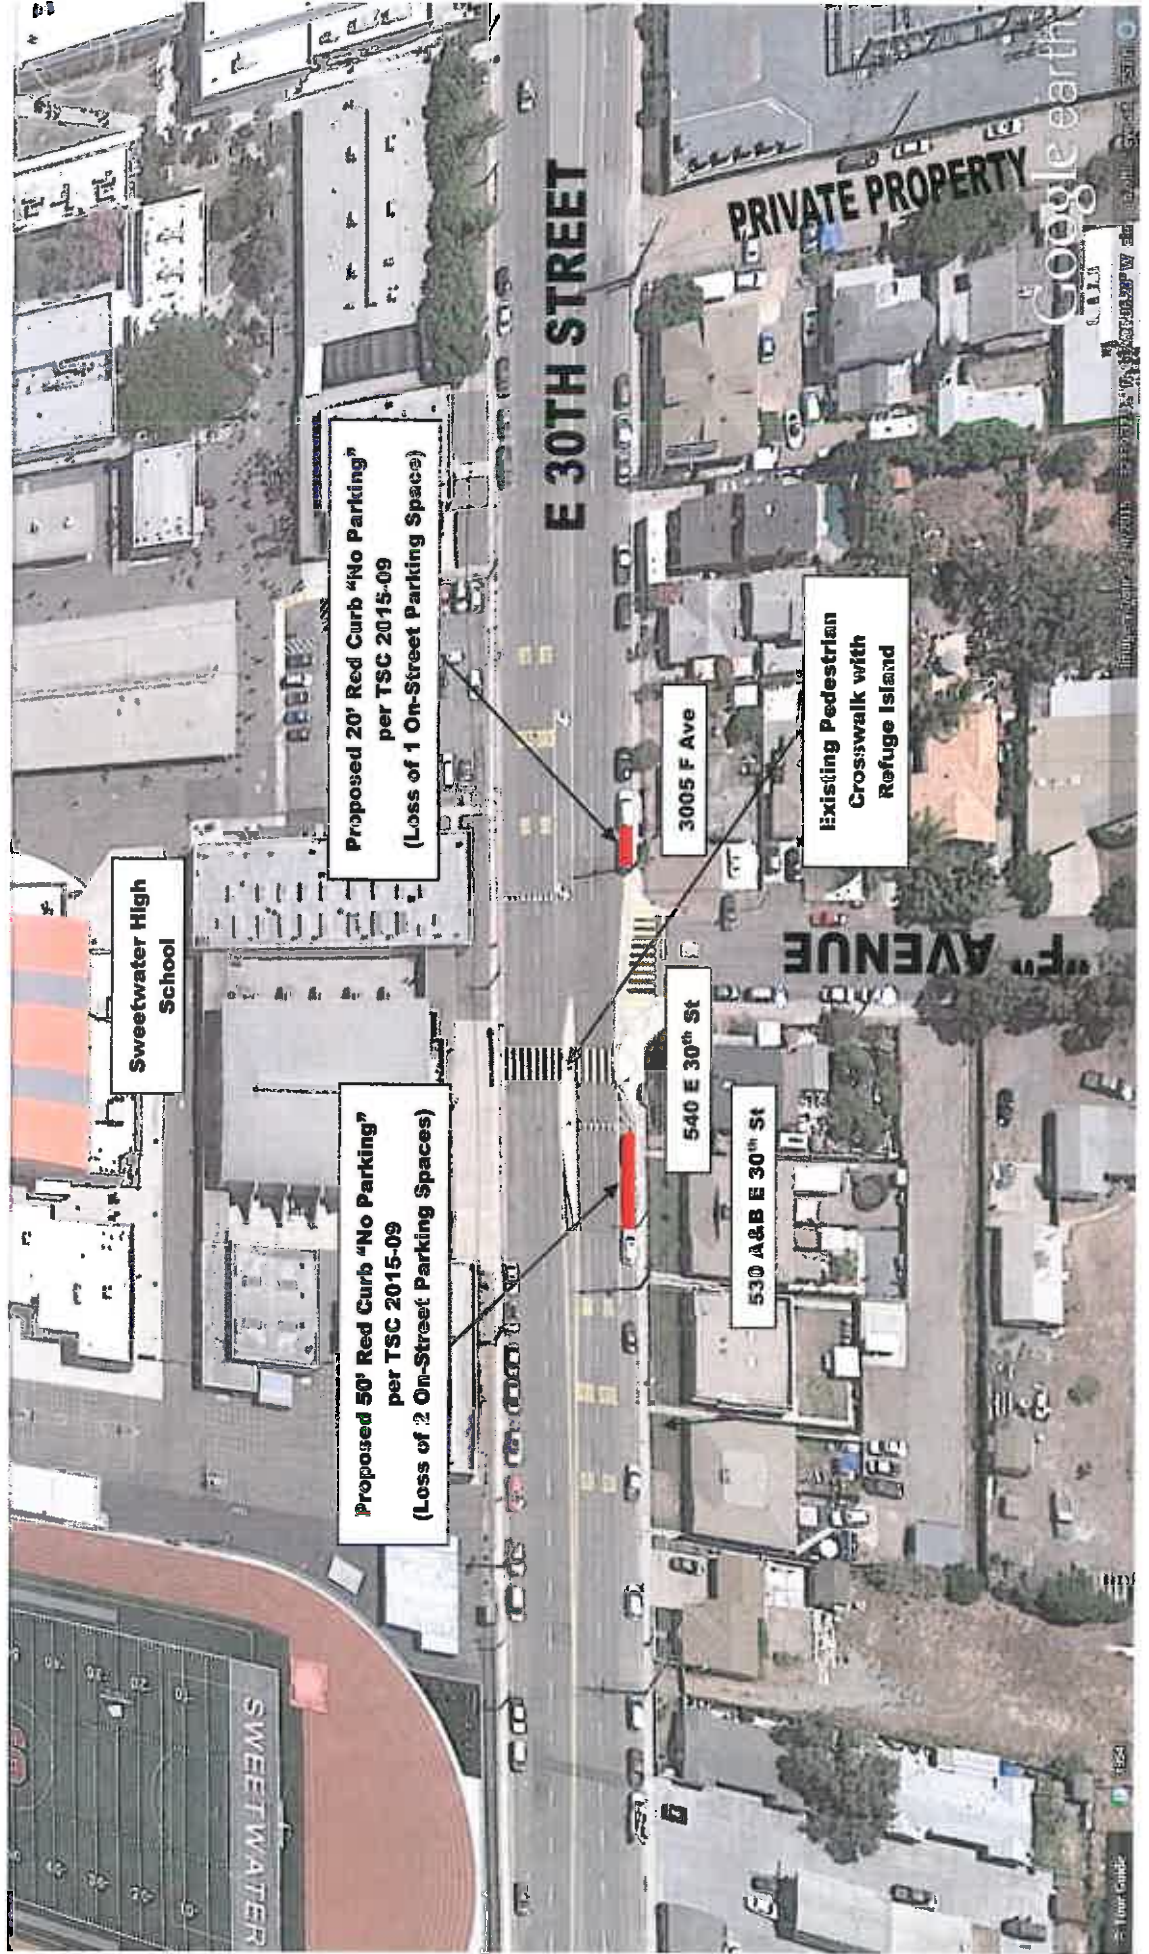 Sweetwater High
School
Proposed 50' Red Curb "No Parking"
per TSC 2015-09
(Loss of 2 On-Street Parking Spaces)
Proposed 20' Red Curb "No Parking"
per TSC 2015-09
(Loss of 1 On-Street Parking Space)
E 30TH STREET
PRIVATE PROPERTY
3005 F Ave
Existing Pedestrian
Crosswalk with
Refuge Island
540 E 30th St
530 A&B E 30th St
F" AVENUE
SWEETWATER
Google earth
Tour Guide